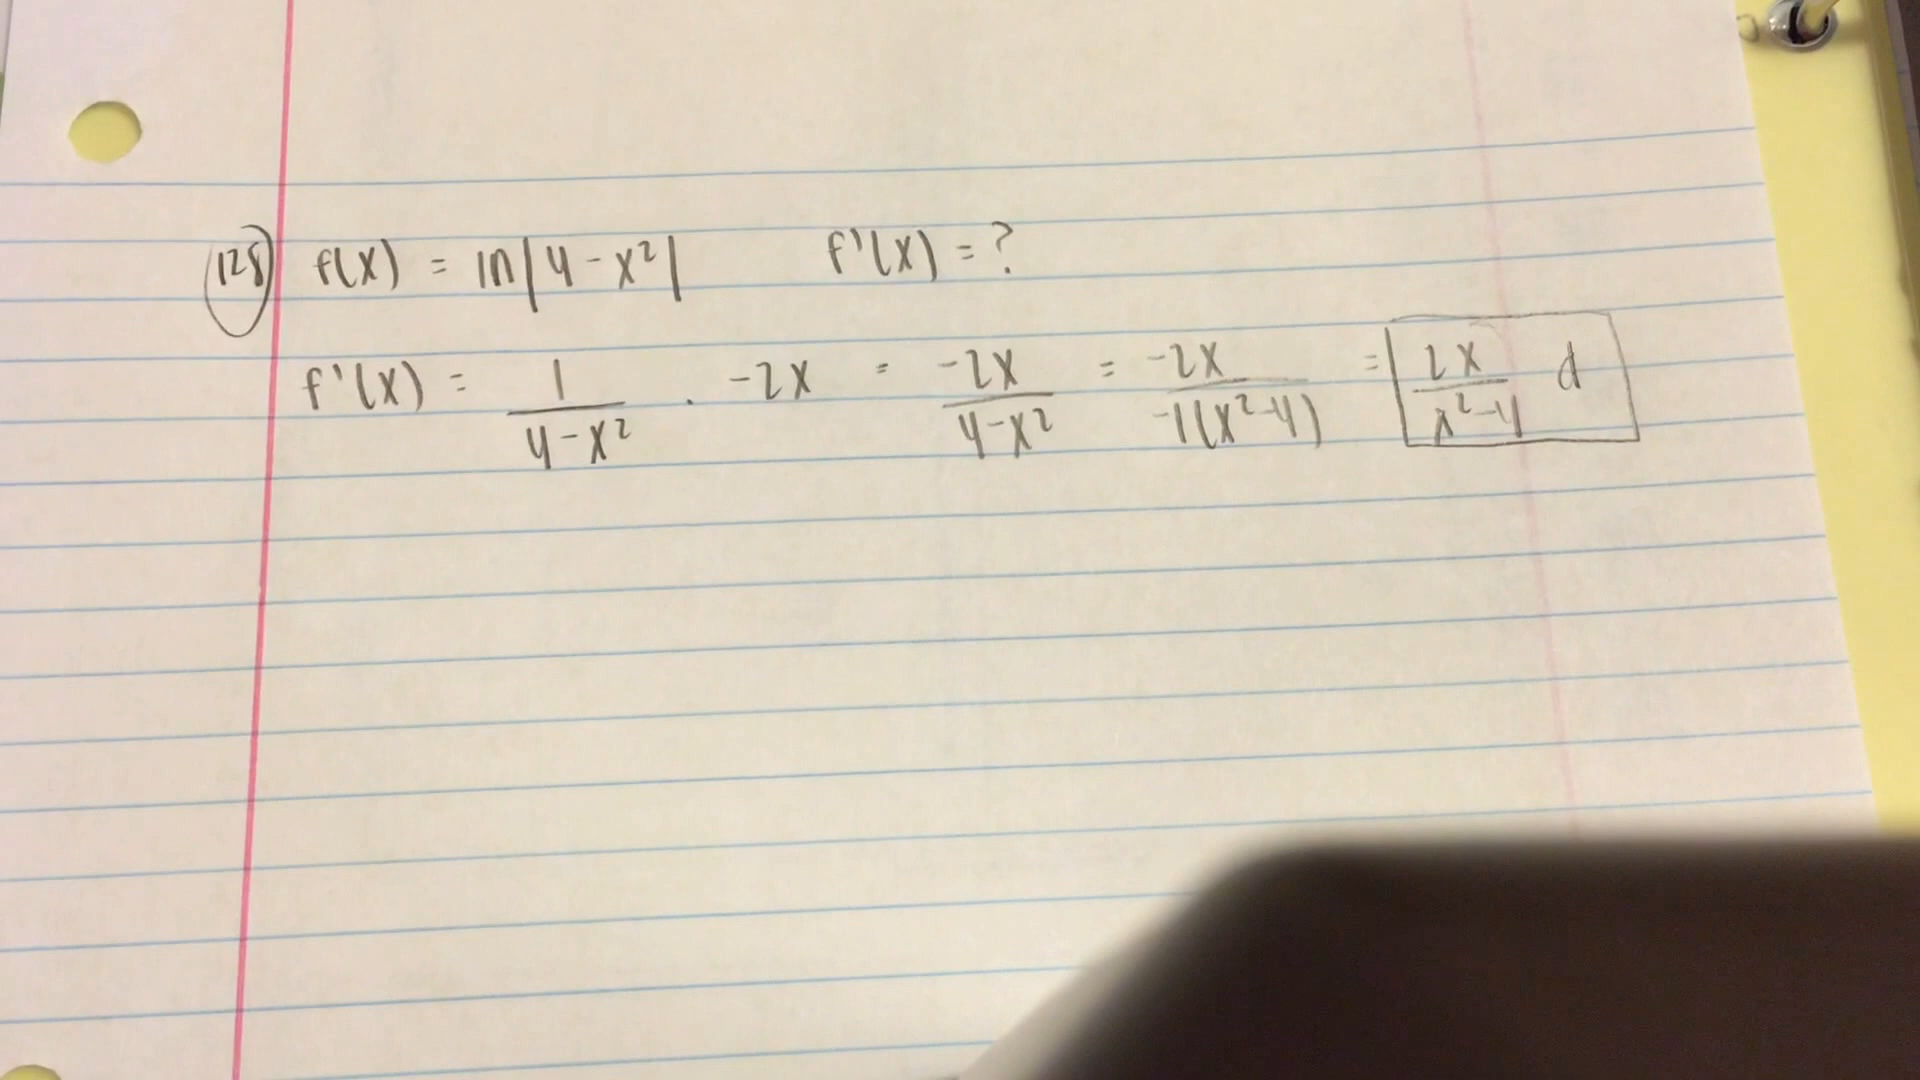 128 f(x) = ln|4-x²| f'(x) = ?
f'(x) = 1/(4-x²) · -2x = -2x/(4-x²) = -2x/(-1(x²-4)) = 2x/(x²-4) d